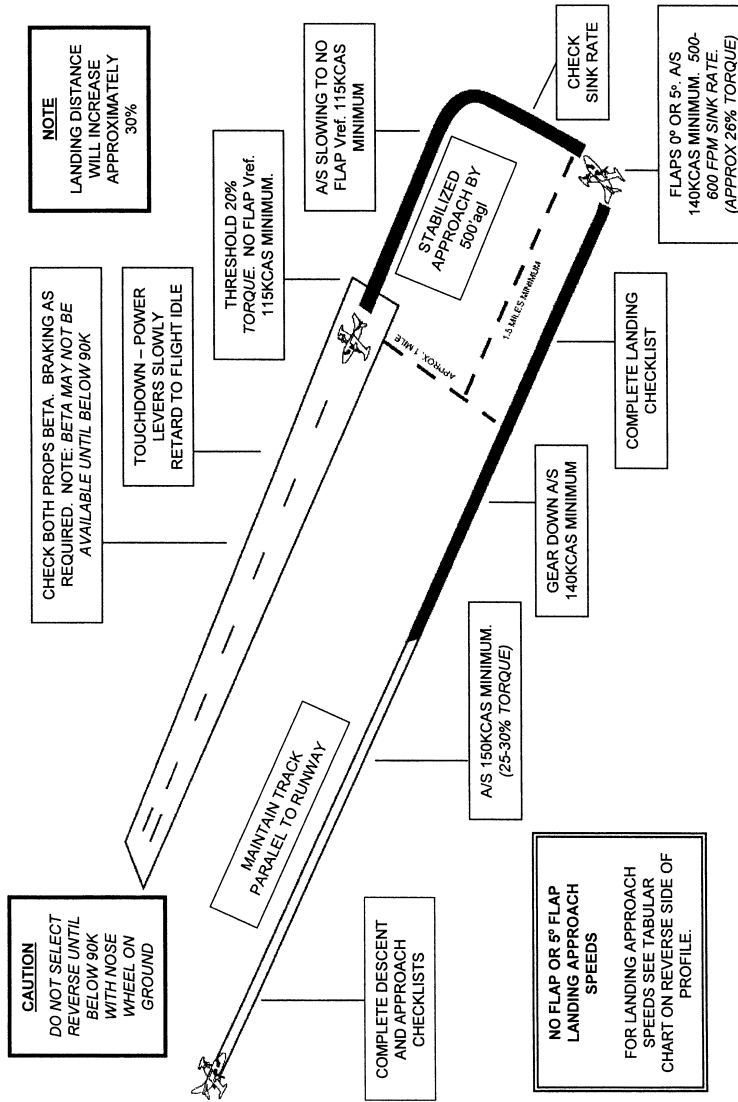 CAUTION
DO NOT SELECT
REVERSE UNTIL
BELOW 90K
WITH NOSE
WHEEL ON
GROUND
CHECK BOTH PROPS BETA. BRAKING AS
REQUIRED. NOTE: BETA MAY NOT BE
AVAILABLE UNTIL BELOW 90K
NOTE
LANDING DISTANCE
WILL INCREASE
APPROXIMATELY
30%
TOUCHDOWN – POWER
LEVERS SLOWLY
RETARD TO FLIGHT IDLE
THRESHOLD 20%
TORQUE. NO FLAP Vref.
115KCAS MINIMUM.
A/S SLOWING TO NO
FLAP Vref. 115KCAS
MINIMUM
MAINTAIN TRACK
PARALEL TO RUNWAY
STABILIZED
APPROACH BY
500'agl
CHECK
SINK RATE
APPROX. 1 MILE
1.5 MILES MINIMUM
COMPLETE DESCENT
AND APPROACH
CHECKLISTS
A/S 150KCAS MINIMUM.
(25-30% TORQUE)
GEAR DOWN A/S
140KCAS MINIMUM
COMPLETE LANDING
CHECKLIST
FLAPS 0° OR 5°. A/S
140KCAS MINIMUM. 500-
600 FPM SINK RATE.
(APPROX 26% TORQUE)
NO FLAP OR 5° FLAP
LANDING APPROACH
SPEEDS
FOR LANDING APPROACH
SPEEDS SEE TABULAR
CHART ON REVERSE SIDE OF
PROFILE.